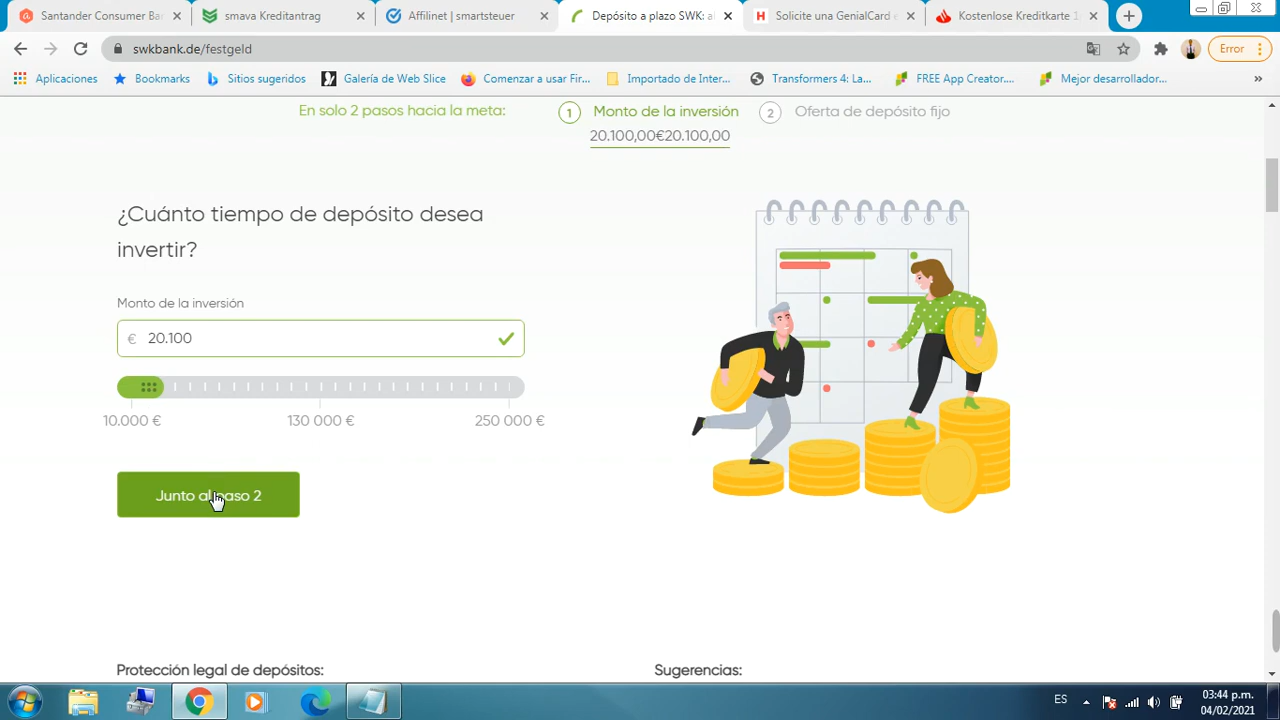 Santander Consumer Ba
smava Kreditantrag
Affilinet | smartsteuer
Depósito a plazo SWK: al
Solicite una GenialCard e
Kostenlose Kreditkarte 1
swkbank.de/festgeld
Error
Aplicaciones
Bookmarks
Sitios sugeridos
Galería de Web Slice
Comenzar a usar Fir...
Importado de Inter...
Transformers 4: La...
FREE App Creator....
Mejor desarrollador...
»
En solo 2 pasos hacia la meta:
1 Monto de la inversión
2 Oferta de depósito fijo
20.100,00€20.100,00
¿Cuánto tiempo de depósito desea
invertir?
Monto de la inversión
€ 20.100
10.000 € 130 000 € 250 000 €
Junto al paso 2
Protección legal de depósitos:
Sugerencias:
ES
03:44 p.m.
04/02/2021